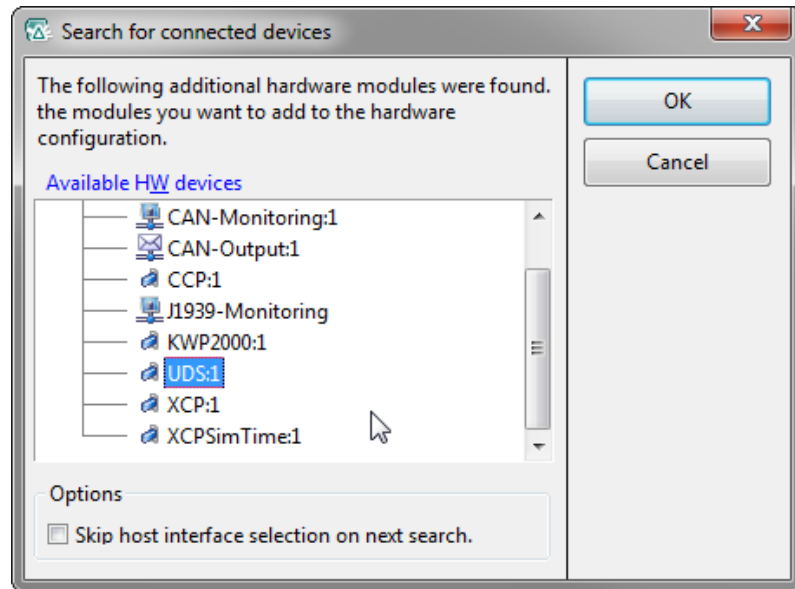 Search for connected devices
The following additional hardware modules were found.
the modules you want to add to the hardware
configuration.
OK
Cancel
Available HW devices
CAN-Monitoring:1
CAN-Output:1
CCP:1
J1939-Monitoring
KWP2000:1
UDS:1
XCP:1
XCPSimTime:1
Options
Skip host interface selection on next search.